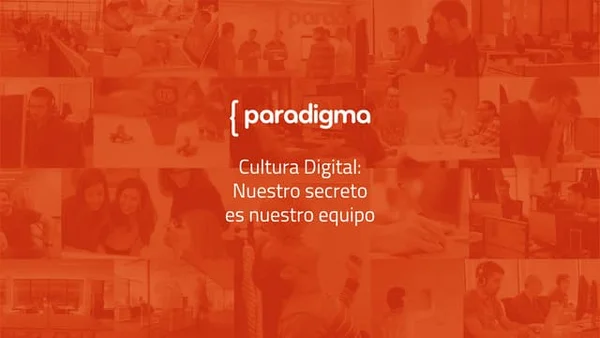 { paradigma
Cultura Digital:
Nuestro secreto
es nuestro equipo